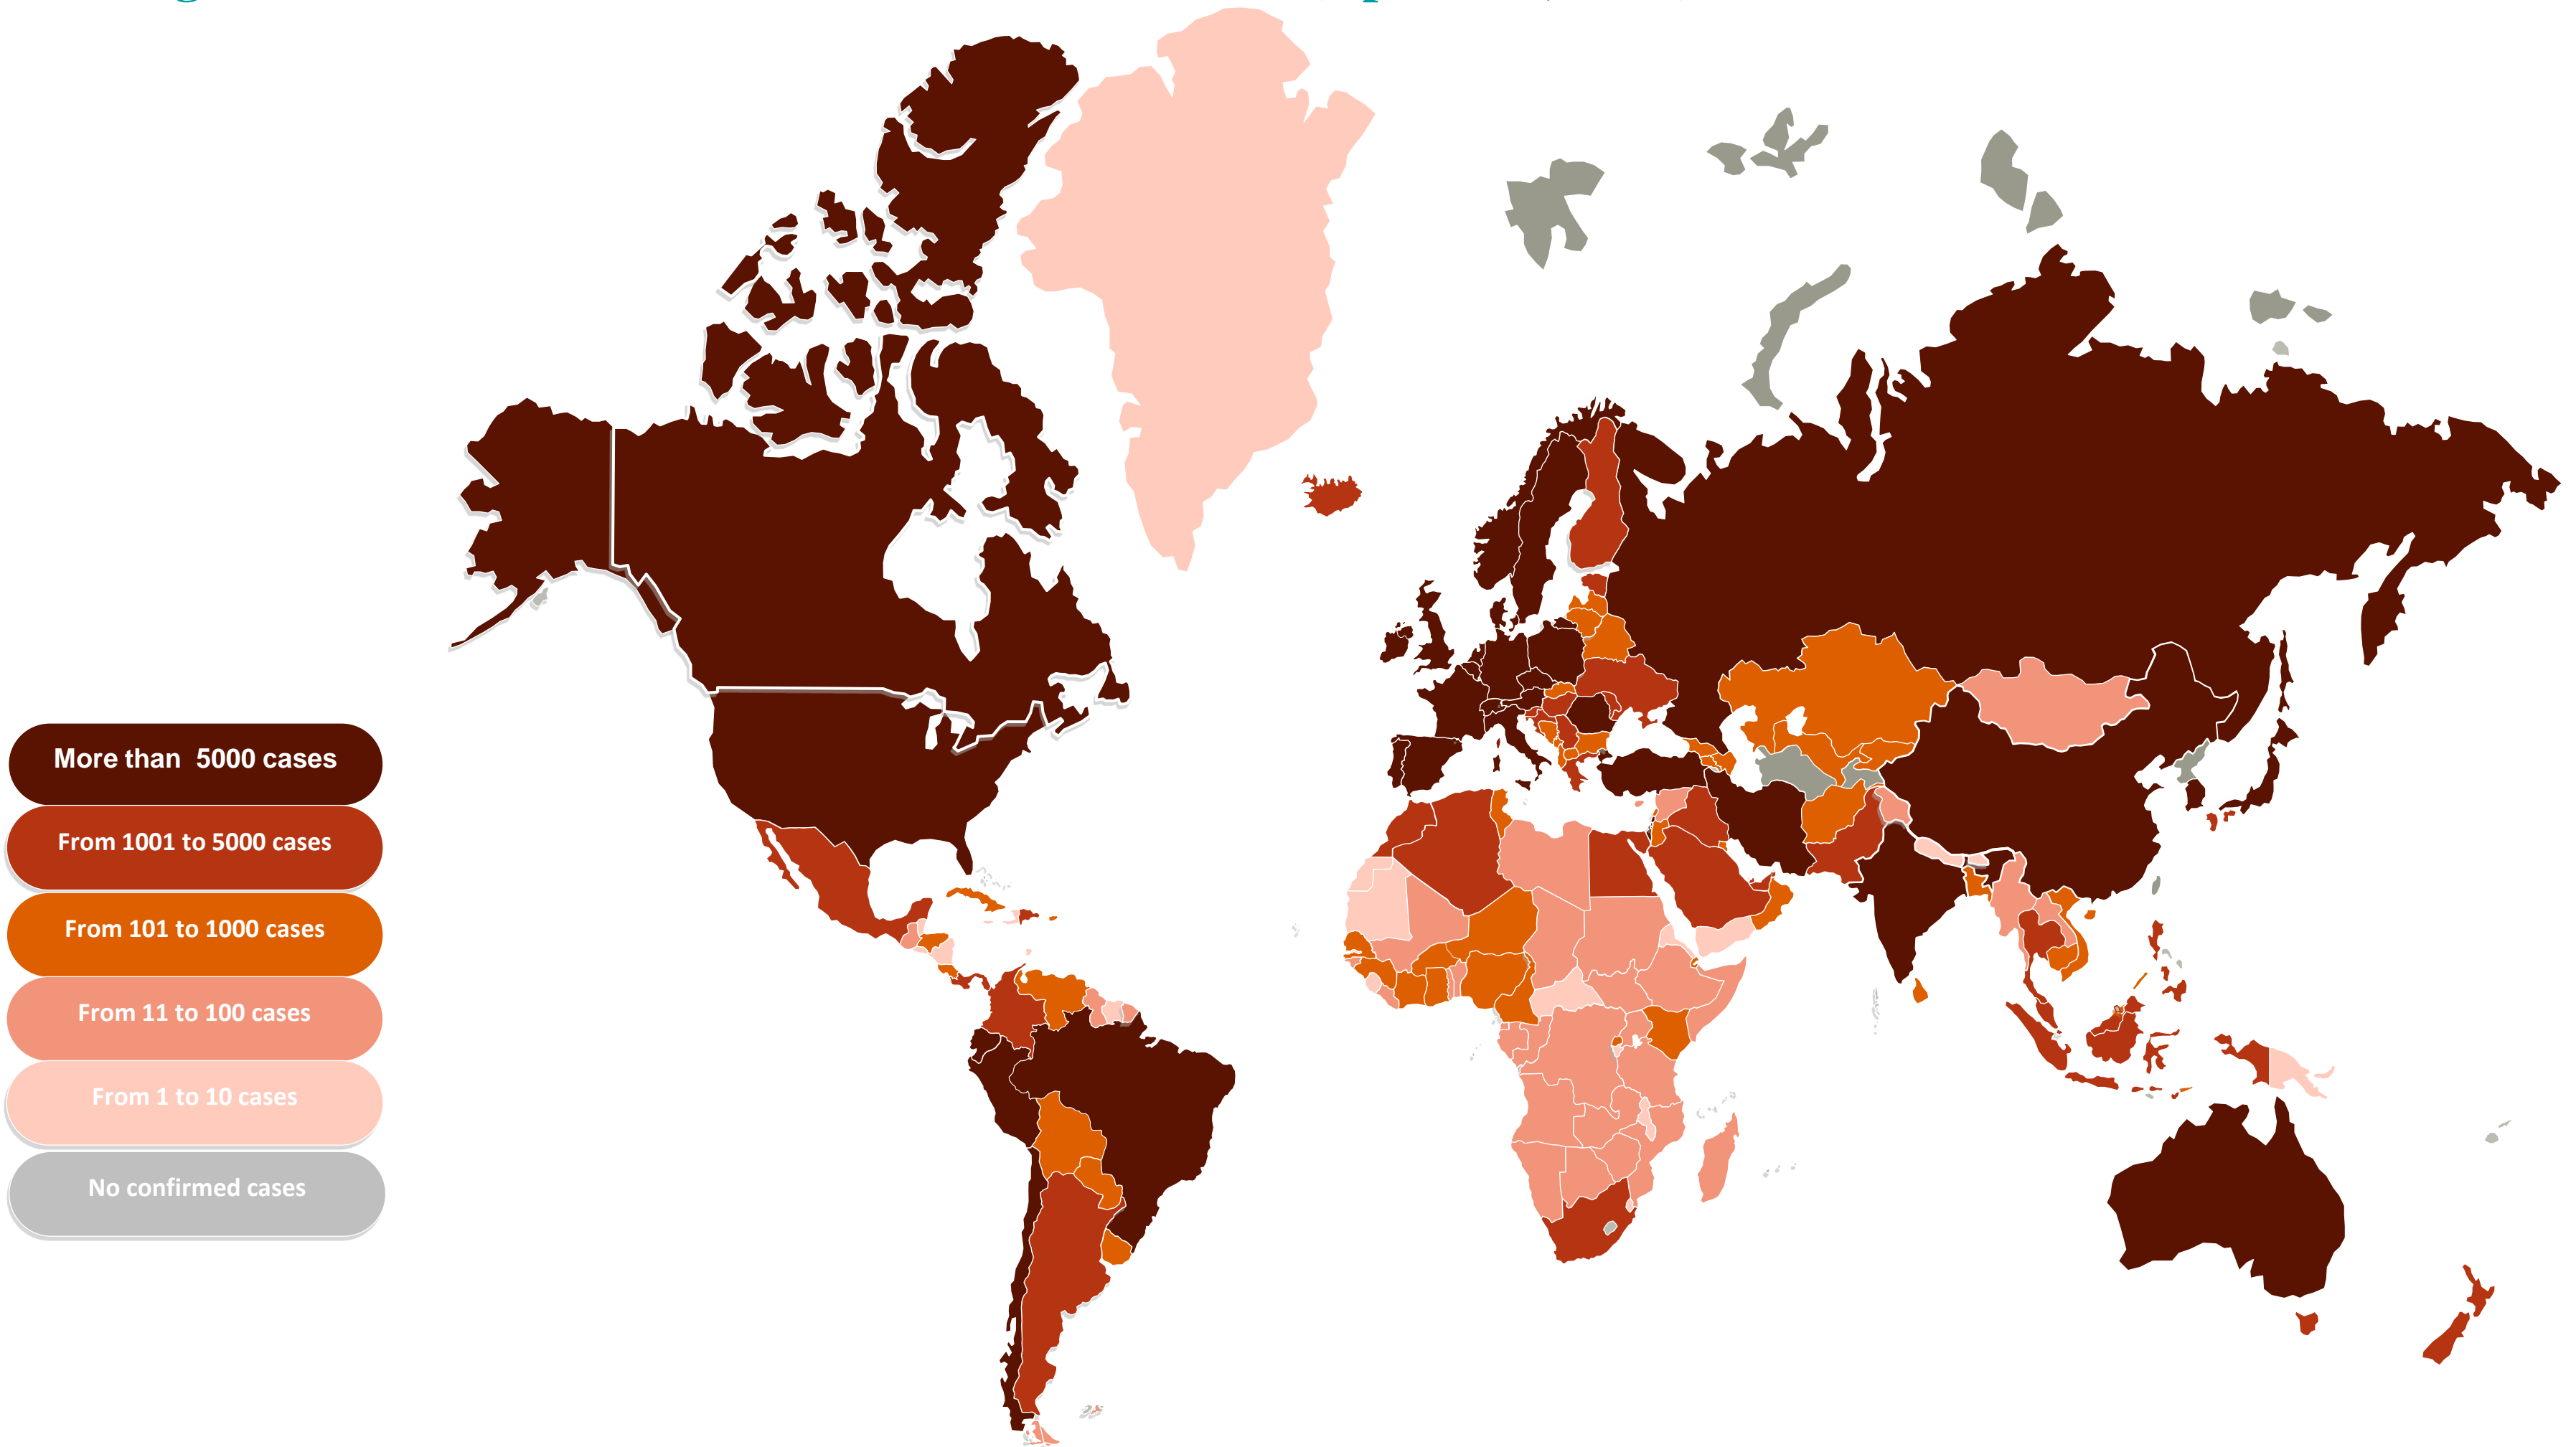 More than 5000 cases
From 1001 to 5000 cases
From 101 to 1000 cases
From 11 to 100 cases
From 1 to 10 cases
No confirmed cases